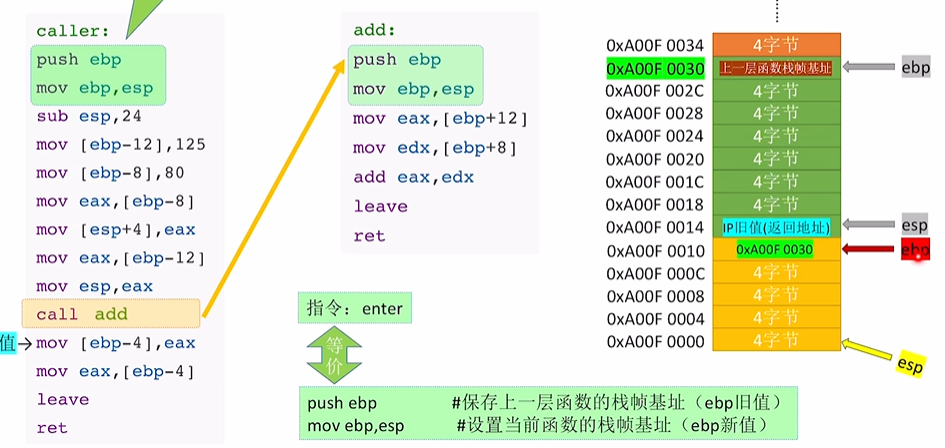 caller:
push ebp
mov ebp,esp
sub esp,24
mov [ebp-12],125
mov [ebp-8],80
mov eax,[ebp-8]
mov [esp+4],eax
mov eax,[ebp-12]
mov esp,eax
call add
值→mov [ebp-4],eax
mov eax,[ebp-4]
leave
ret
add:
push ebp
mov ebp,esp
mov eax,[ebp+12]
mov edx,[ebp+8]
add eax,edx
leave
ret
指令：enter
等价
push ebp #保存上一层函数的栈帧基址（ebp旧值）
mov ebp,esp #设置当前函数的栈帧基址（ebp新值）
0xA00F 0034 4字节
0xA00F 0030 上一层函数栈帧基址 ebp
0xA00F 002C 4字节
0xA00F 0028 4字节
0xA00F 0024 4字节
0xA00F 0020 4字节
0xA00F 001C 4字节
0xA00F 0018 4字节
0xA00F 0014 IP旧值(返回地址) esp
0xA00F 0010 0xA00F 0030 ebp
0xA00F 000C 4字节
0xA00F 0008 4字节
0xA00F 0004 4字节
0xA00F 0000 4字节 esp